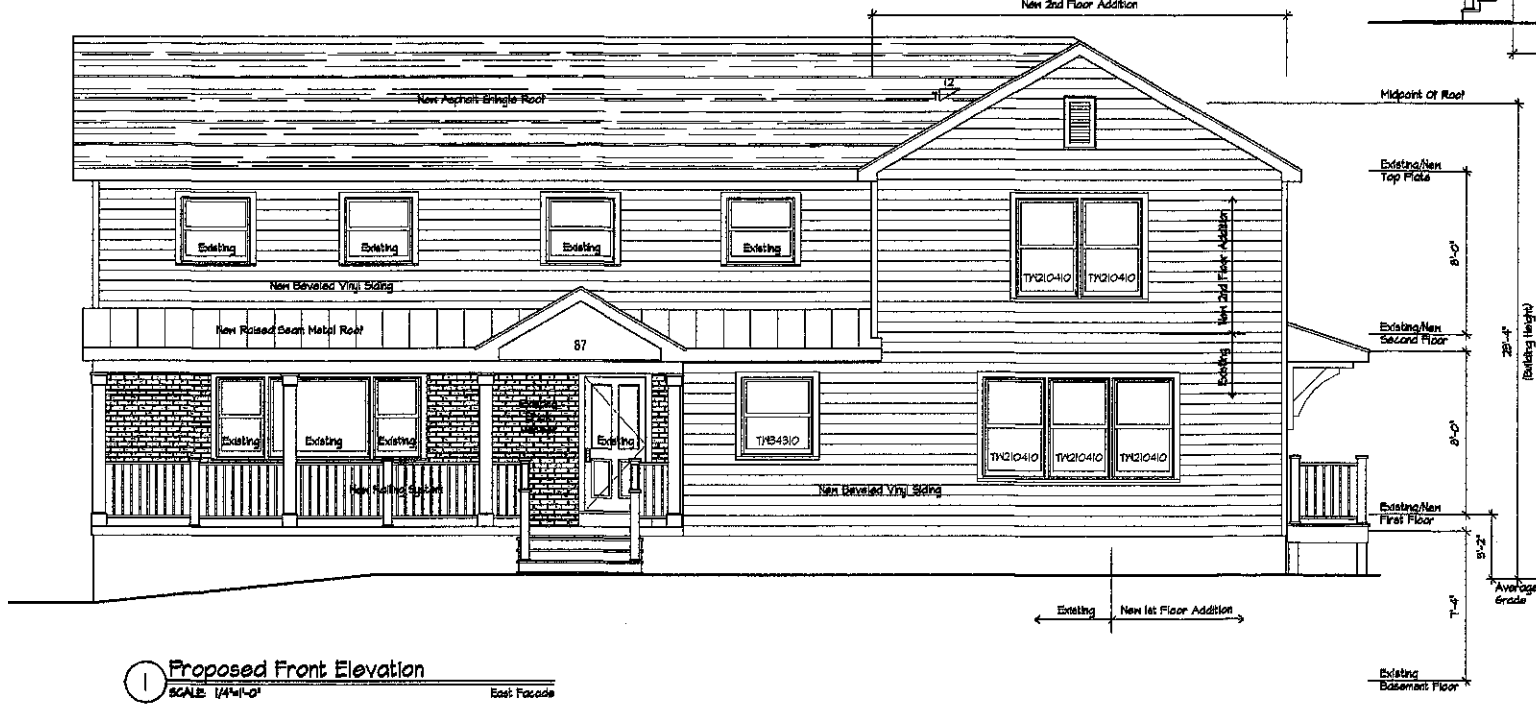 New 2nd Floor Addition
12
7
New Asphalt Shingle Roof
Midpoint Of Roof
Existing/New
Top Plate
Existing
Existing
Existing
Existing
TW210410
TW210410
New 2nd Floor Addition
8'-0"
New Beveled Vinyl Siding
New Raised Seam Metal Roof
87
Existing/New
Second Floor
28'-4"
(Building Height)
Existing
Existing
Existing
Existing
Existing
TW34310
TW210410
TW210410
TW210410
8'-0"
New Railing System
New Beveled Vinyl Siding
Existing/New
First Floor
3'-2"
Average
Grade
7'-4"
Existing
New 1st Floor Addition
1
Proposed Front Elevation
SCALE: 1/4"=1'-0"
East Facade
Existing
Basement Floor